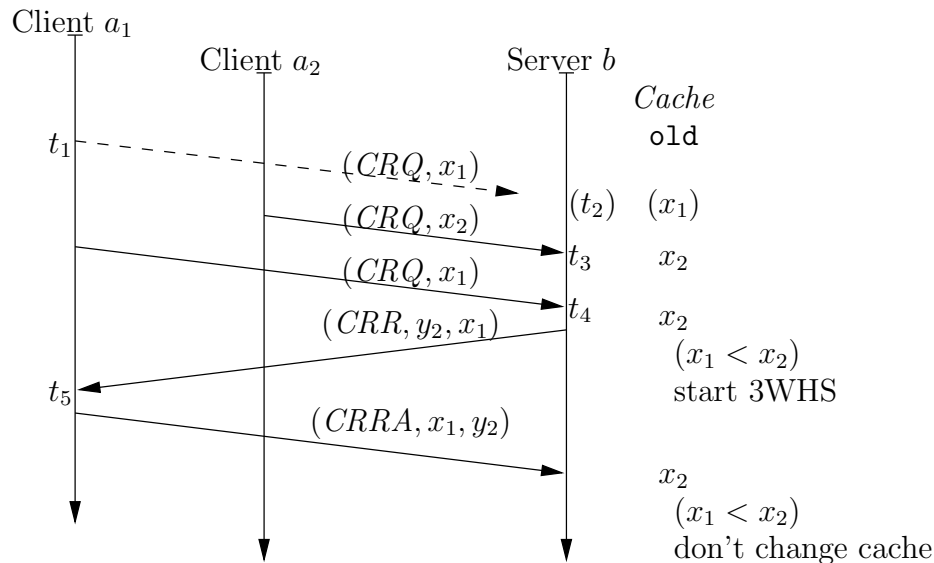 Client a₁
Client a₂
Server b
Cache
old
t₁
(CRQ, x₁)
(t₂)
(x₁)
(CRQ, x₂)
t₃
x₂
(CRQ, x₁)
t₄
x₂
(CRR, y₂, x₁)
(x₁ < x₂)
t₅
start 3WHS
(CRRA, x₁, y₂)
x₂
(x₁ < x₂)
don't change cache